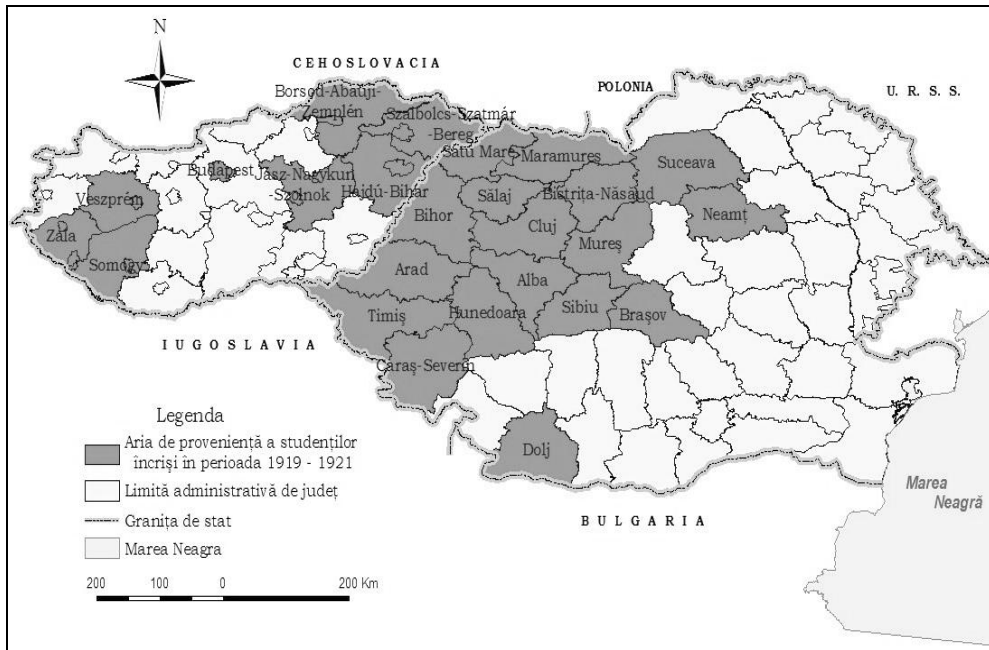 N
CEHOSLOVACIA
POLONIA
U. R. S. S.
Borsod-Abaúji-
Zemplén
Szalbolcs-Szatmár
-Bereg
Satu Mare
Maramureș
Suceava
Budapest
Jász-Nagykun
-Szolnok
Hajdú-Bihar
Sălaj
Bistrița-Năsăud
Neamț
Veszprém
Bihor
Cluj
Mureș
Zala
Somogy
Arad
Alba
Timiș
Hunedoara
Sibiu
Brașov
IUGOSLAVIA
Caraș-Severin
Dolj
BULGARIA
Marea
Neagră
Legenda
Aria de proveniență a studenților
încriși în perioada 1919 - 1921
Limită administrativă de județ
Granița de stat
Marea Neagra
200 100 0 200 Km